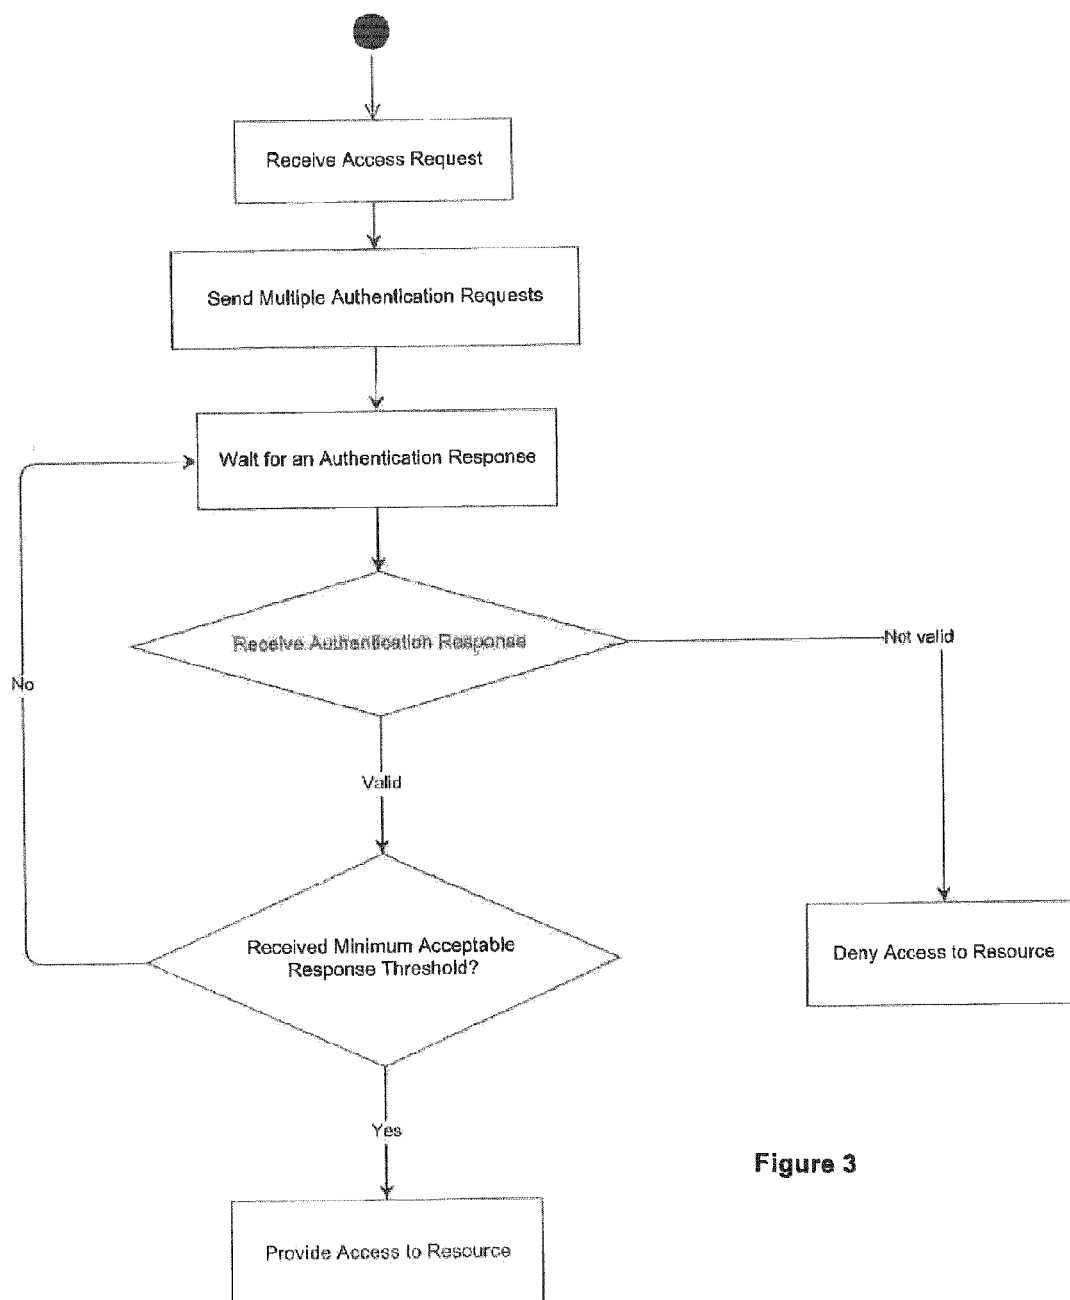 Receive Access Request
Send Multiple Authentication Requests
Wait for an Authentication Response
Receive Authentication Response
Not valid
No
Valid
Received Minimum Acceptable
Response Threshold?
Deny Access to Resource
Yes
Figure 3
Provide Access to Resource